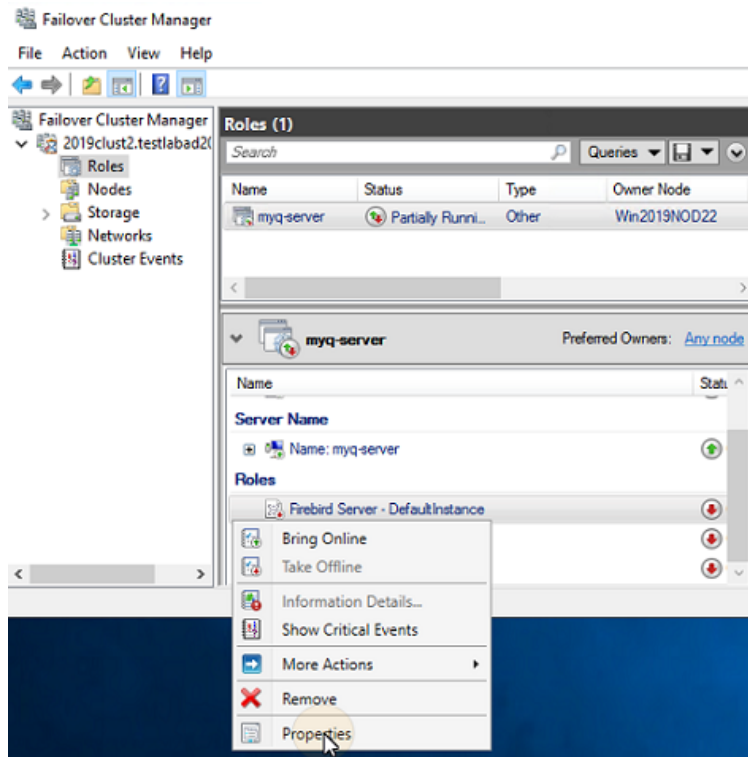 Failover Cluster Manager
File Action View Help
Failover Cluster Manager
2019clust2.testlabad2(
Roles
Nodes
Storage
Networks
Cluster Events
Roles (1)
Search
Queries
Name Status Type Owner Node
myq-server Partially Runni... Other Win2019NOD22
myq-server Preferred Owners: Any node
Name Statu
Server Name
Name: myq-server
Roles
Firebird Server - DefaultInstance
Bring Online
Take Offline
Information Details...
Show Critical Events
More Actions
Remove
Properties